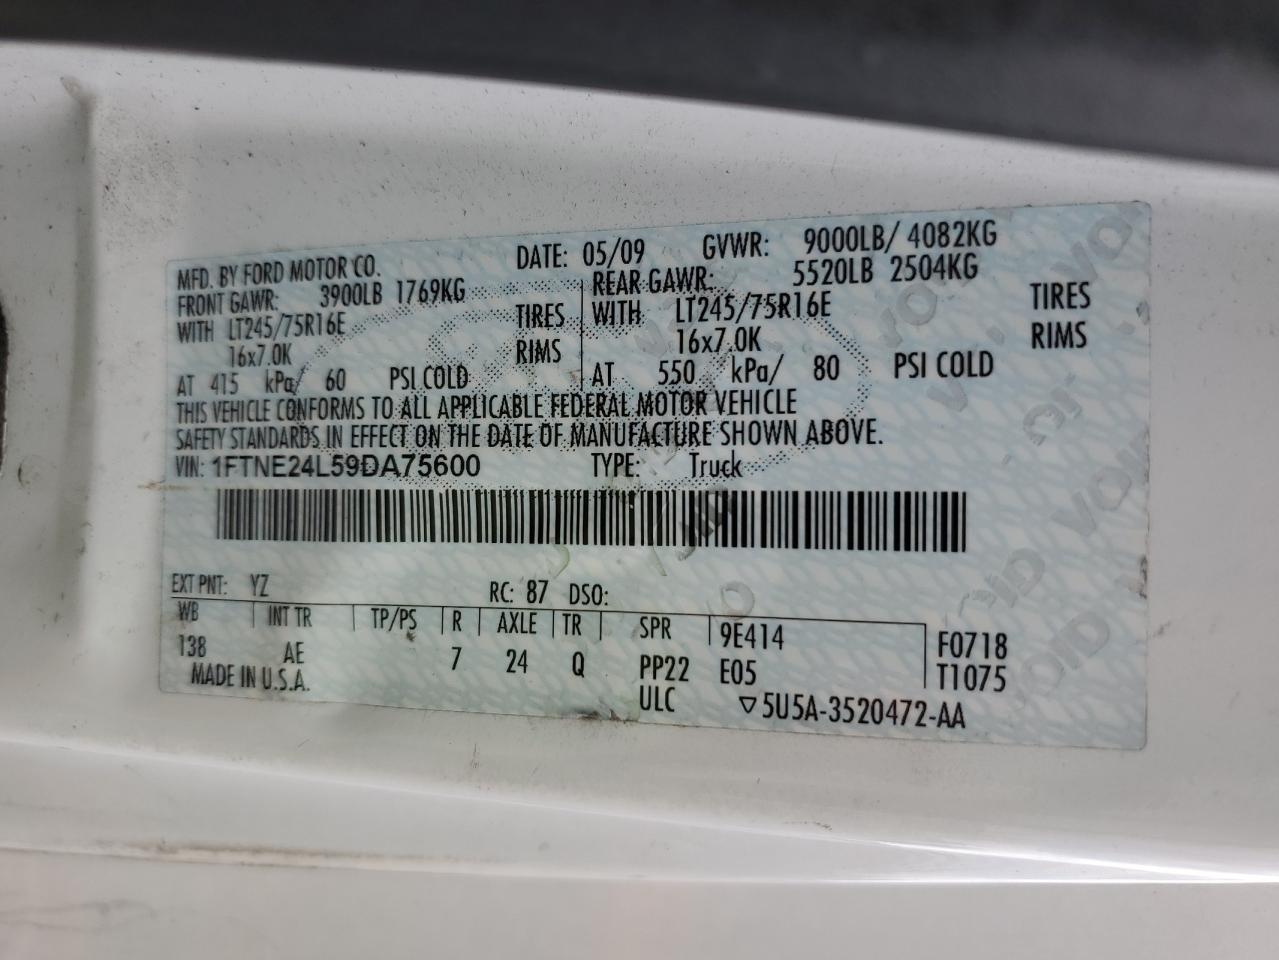 MFD. BY FORD MOTOR CO. DATE: 05/09 GVWR: 9000LB/ 4082KG
FRONT GAWR: 3900LB 1769KG REAR GAWR: 5520LB 2504KG
WITH LT245/75R16E TIRES WITH LT245/75R16E TIRES
16x7.0K RIMS 16x7.0K RIMS
AT 415 kPa/ 60 PSI COLD AT 550 kPa/ 80 PSI COLD
THIS VEHICLE CONFORMS TO ALL APPLICABLE FEDERAL MOTOR VEHICLE
SAFETY STANDARDS IN EFFECT ON THE DATE OF MANUFACTURE SHOWN ABOVE.
VIN: 1FTNE24L59DA75600 TYPE: Truck
EXT PNT: YZ RC: 87 DSO:
WB INT TR TP/PS R AXLE TR SPR 9E414 F0718
138 AE 7 24 Q PP22 E05 T1075
MADE IN U.S.A. ULC ▽5U5A-3520472-AA